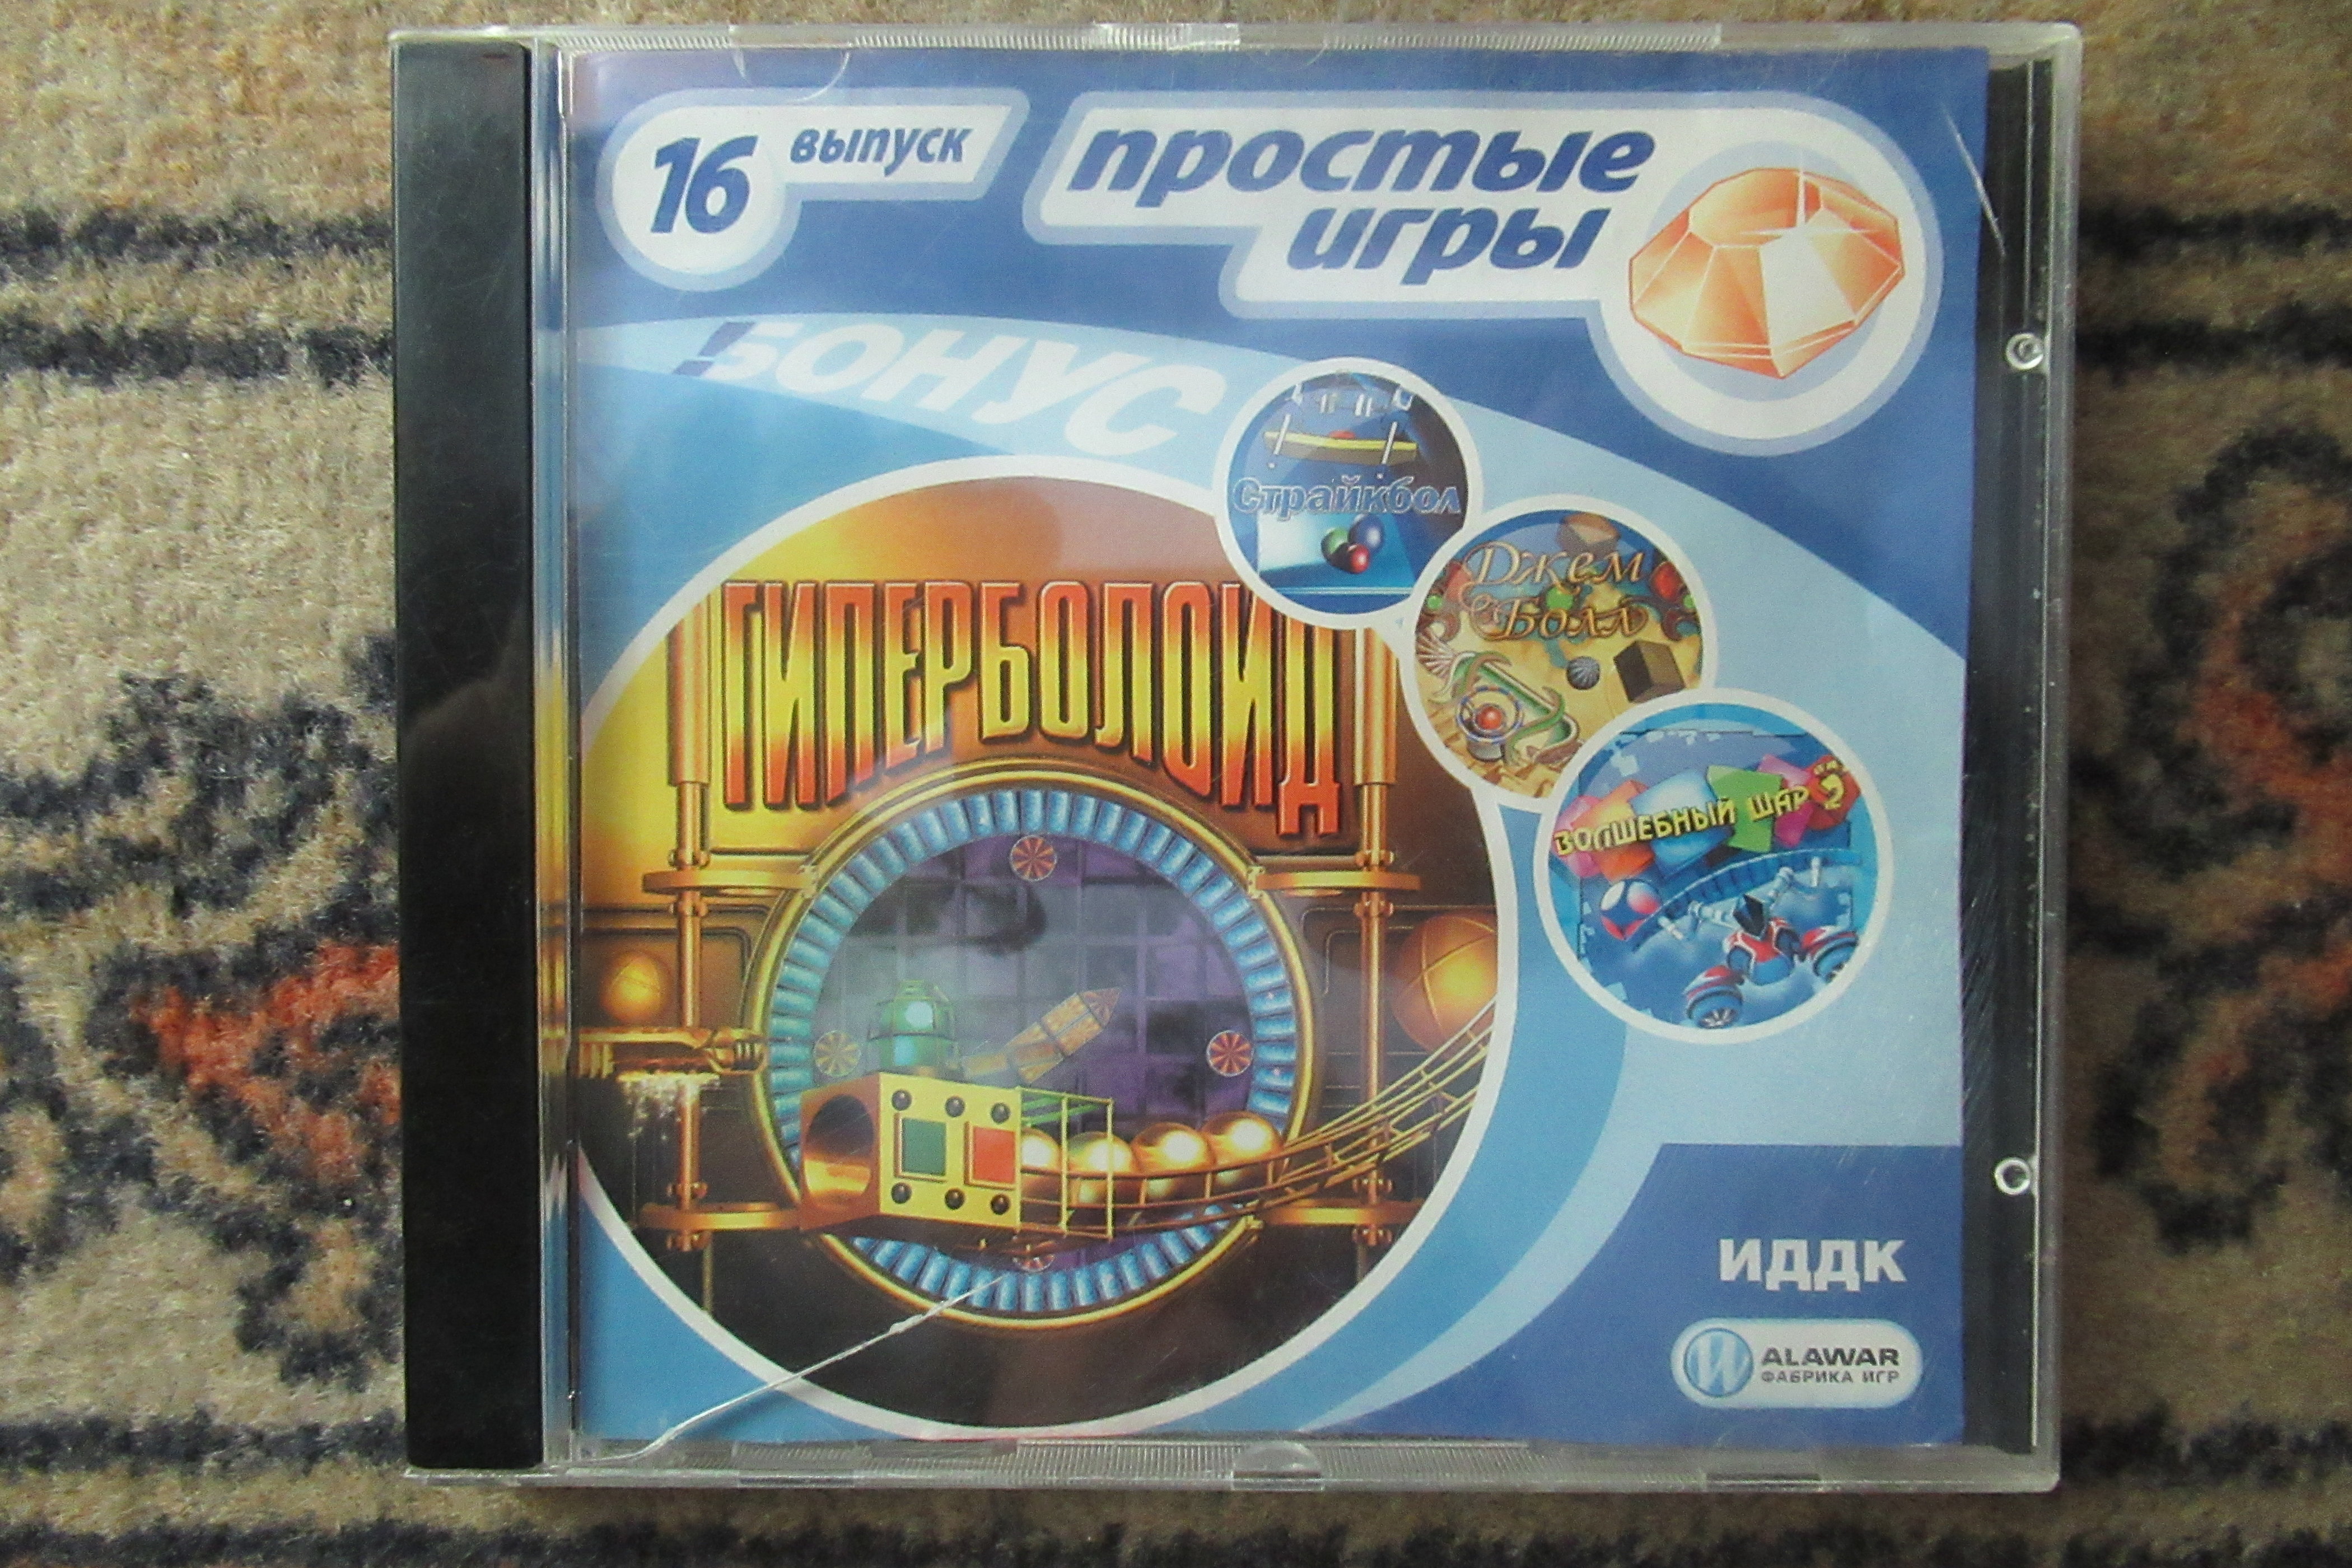 16 выпуск
простые
игры
БОНУС
Страйкбол
Джем
Болл
ВОЛШЕБНЫЙ ШАР 2
ГИПЕРБОЛОИД
ИДДК
ALAWAR
ФАБРИКА ИГР